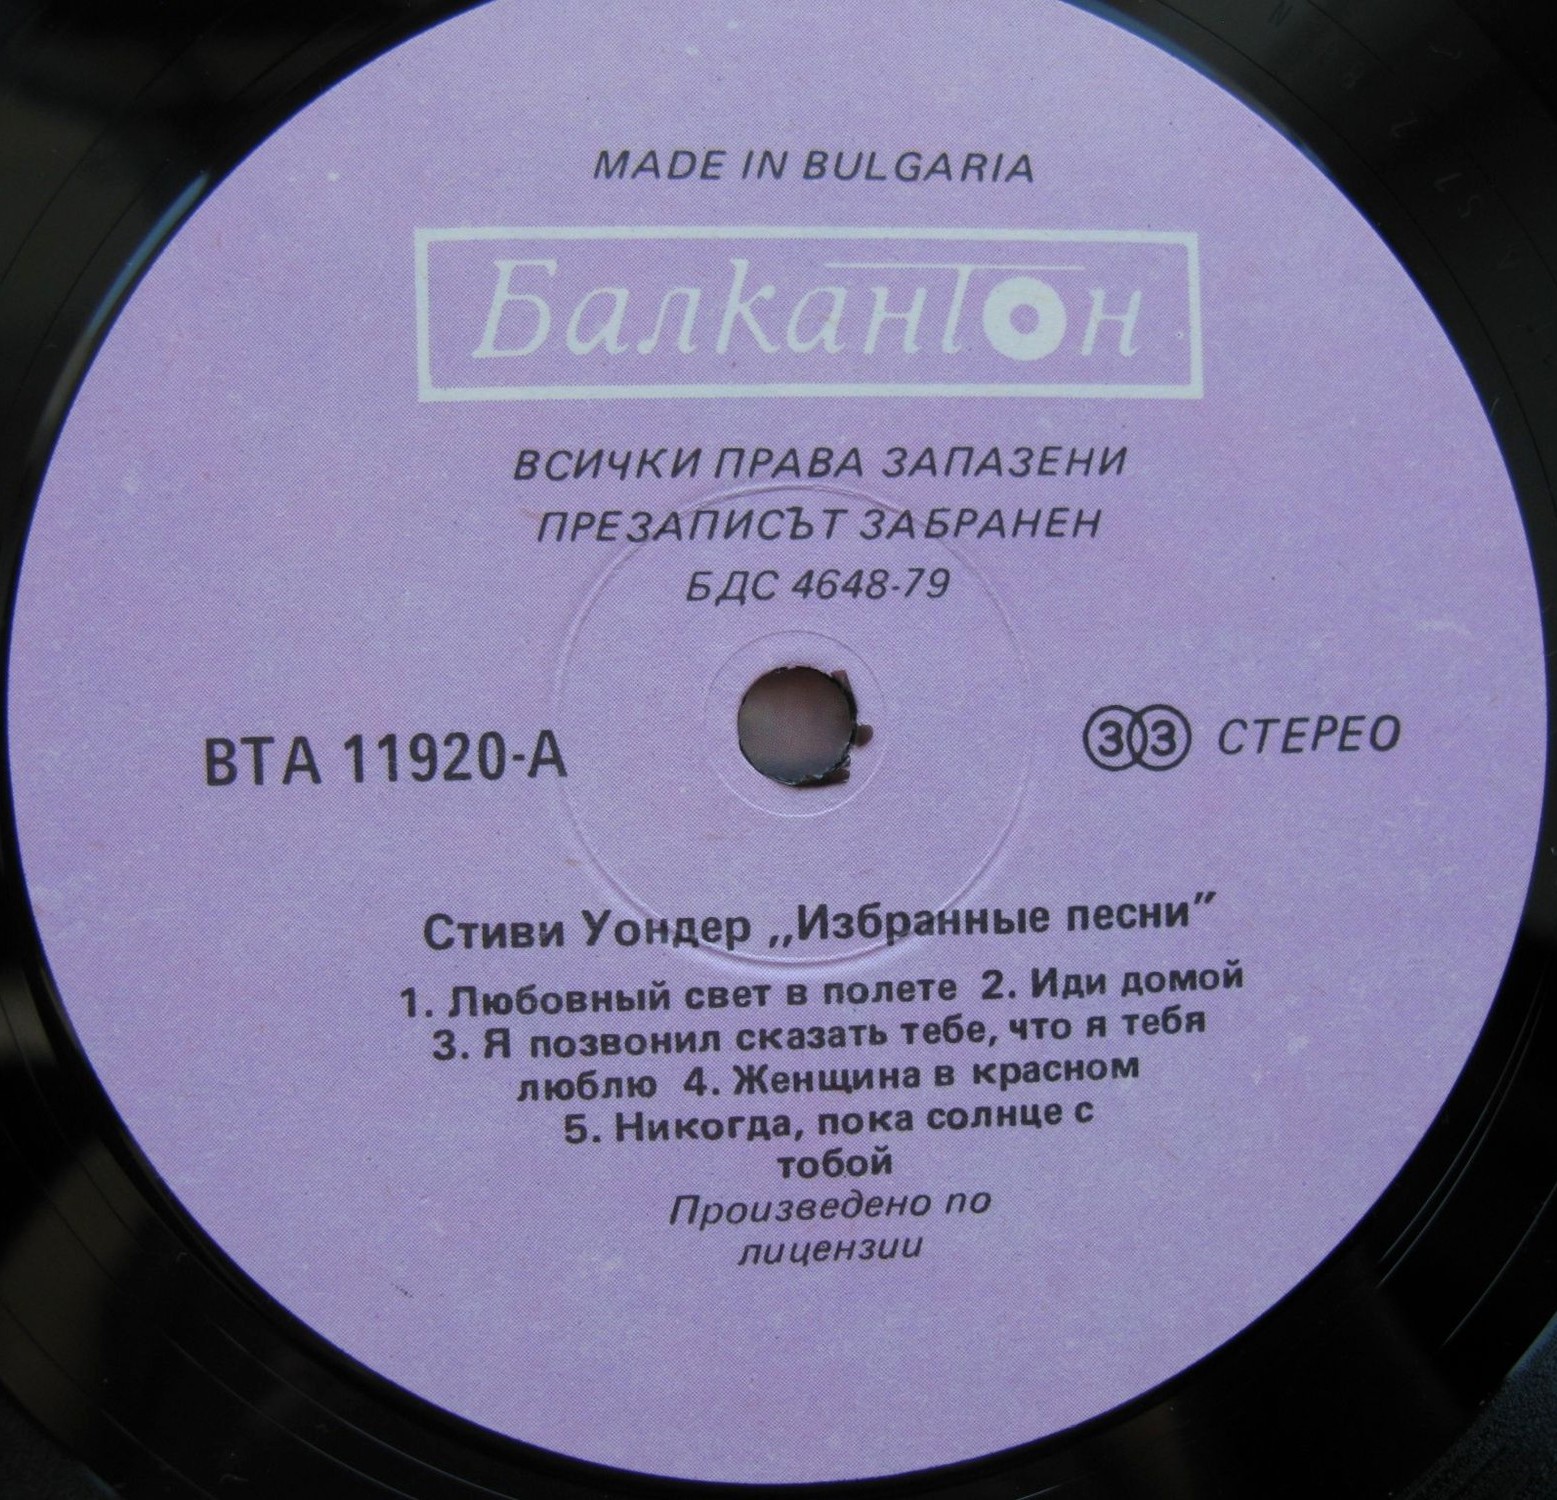 MADE IN BULGARIA
Балкантон
ВСИЧКИ ПРАВА ЗАПАЗЕНИ
ПРЕЗАПИСЪТ ЗАБРАНЕН
БДС 4648-79
ВТА 11920-А
33 СТЕРЕО
Стиви Уондер „Избранные песни”
1. Любовный свет в полете 2. Иди домой
3. Я позвонил сказать тебе, что я тебя
люблю 4. Женщина в красном
5. Никогда, пока солнце с
тобой
Произведено по
лицензии